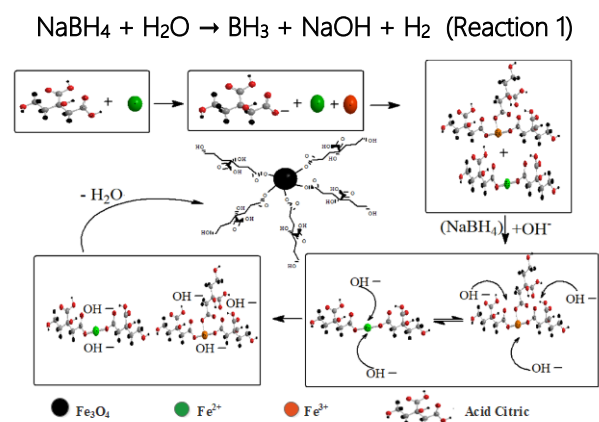 NaBH4 + H2O → BH3 + NaOH + H2 (Reaction 1)
+
+ +
+
- H2O
(NaBH4) +OH-
OH –
OH –
OH –
OH –
OH –
OH –
OH –
OH –
OH –
OH –
Fe3O4 Fe2+ Fe3+ Acid Citric